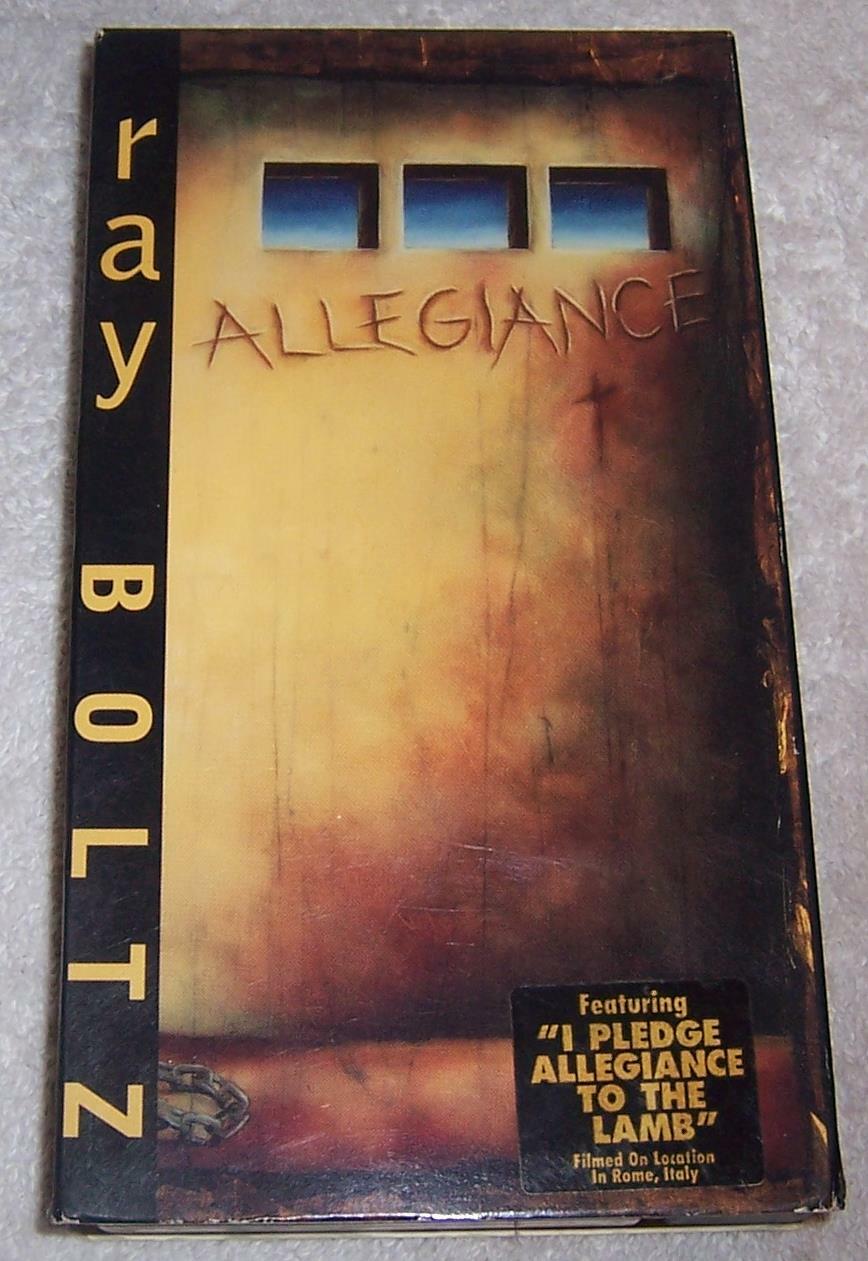 ray BOLTZ
ALLEGIANCE
Featuring
"I PLEDGE
ALLEGIANCE
TO THE
LAMB"
Filmed On Location
In Rome, Italy